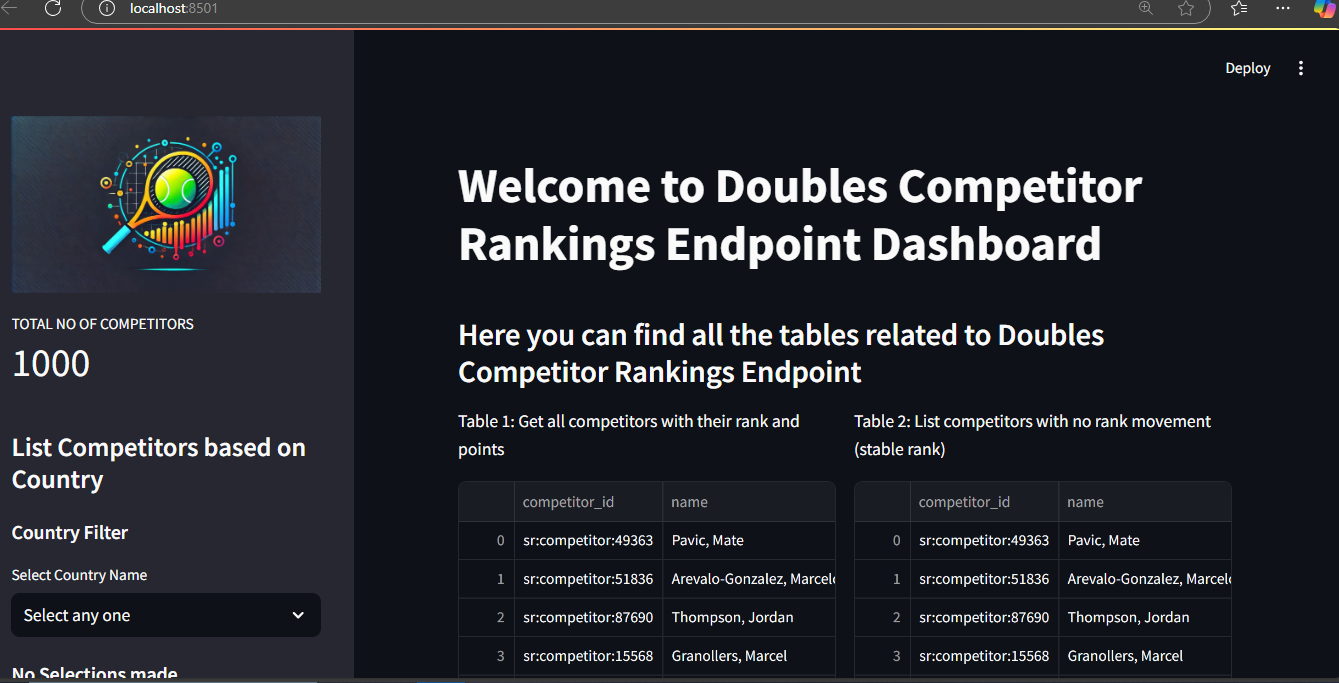 localhost:8501
Deploy
TOTAL NO OF COMPETITORS
1000
List Competitors based on
Country
Country Filter
Select Country Name
Select any one
No Selections made
Welcome to Doubles Competitor
Rankings Endpoint Dashboard
Here you can find all the tables related to Doubles
Competitor Rankings Endpoint
Table 1: Get all competitors with their rank and
points
competitor_id name
0 sr:competitor:49363 Pavic, Mate
1 sr:competitor:51836 Arevalo-Gonzalez, Marcelo
2 sr:competitor:87690 Thompson, Jordan
3 sr:competitor:15568 Granollers, Marcel
Table 2: List competitors with no rank movement
(stable rank)
competitor_id name
0 sr:competitor:49363 Pavic, Mate
1 sr:competitor:51836 Arevalo-Gonzalez, Marcelo
2 sr:competitor:87690 Thompson, Jordan
3 sr:competitor:15568 Granollers, Marcel